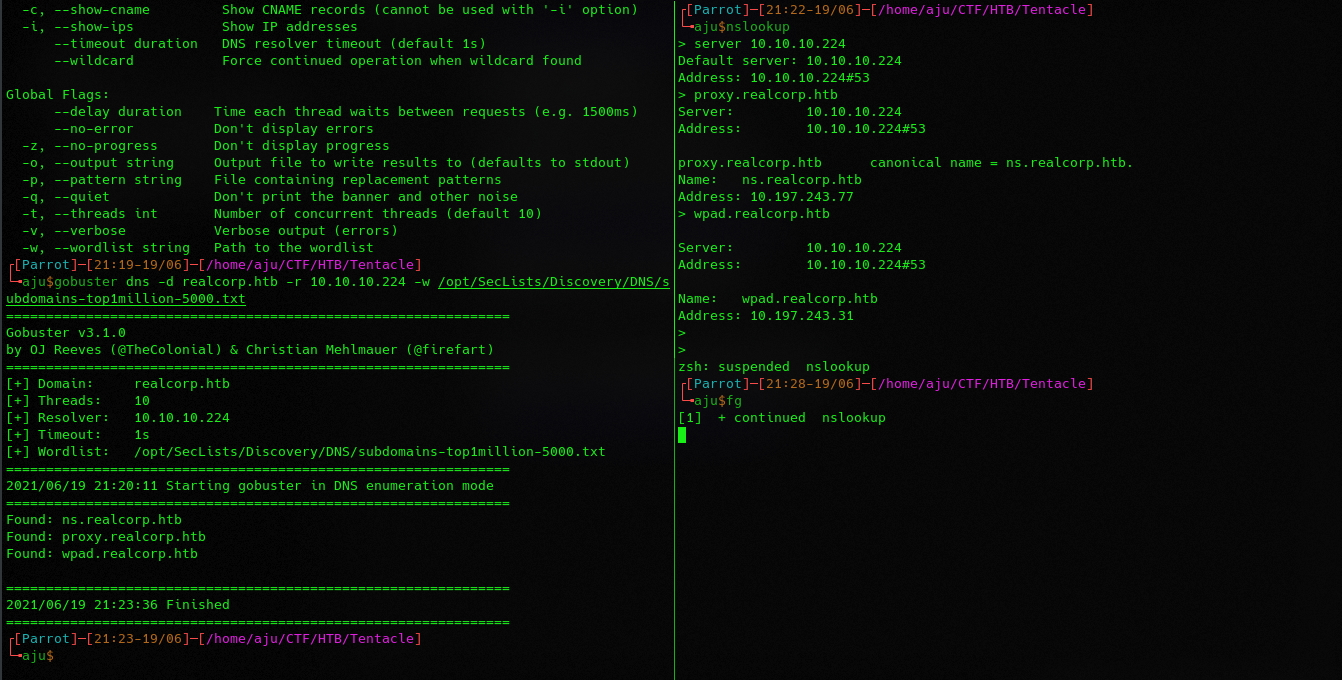 -c, --show-cname         Show CNAME records (cannot be used with '-i' option)
  -i, --show-ips           Show IP addresses
      --timeout duration   DNS resolver timeout (default 1s)
      --wildcard           Force continued operation when wildcard found

Global Flags:
      --delay duration    Time each thread waits between requests (e.g. 1500ms)
      --no-error          Don't display errors
  -z, --no-progress       Don't display progress
  -o, --output string     Output file to write results to (defaults to stdout)
  -p, --pattern string    File containing replacement patterns
  -q, --quiet             Don't print the banner and other noise
  -t, --threads int       Number of concurrent threads (default 10)
  -v, --verbose           Verbose output (errors)
  -w, --wordlist string   Path to the wordlist
┌[Parrot]─[21:19-19/06]─[/home/aju/CTF/HTB/Tentacle]
└╼aju$gobuster dns -d realcorp.htb -r 10.10.10.224 -w /opt/SecLists/Discovery/DNS/s
ubdomains-top1million-5000.txt
===============================================================
Gobuster v3.1.0
by OJ Reeves (@TheColonial) & Christian Mehlmauer (@firefart)
===============================================================
[+] Domain:     realcorp.htb
[+] Threads:    10
[+] Resolver:   10.10.10.224
[+] Timeout:    1s
[+] Wordlist:   /opt/SecLists/Discovery/DNS/subdomains-top1million-5000.txt
===============================================================
2021/06/19 21:20:11 Starting gobuster in DNS enumeration mode
===============================================================
Found: ns.realcorp.htb
Found: proxy.realcorp.htb
Found: wpad.realcorp.htb

===============================================================
2021/06/19 21:23:36 Finished
===============================================================
┌[Parrot]─[21:23-19/06]─[/home/aju/CTF/HTB/Tentacle]
└╼aju$
┌[Parrot]─[21:22-19/06]─[/home/aju/CTF/HTB/Tentacle]
└╼aju$nslookup
> server 10.10.10.224
Default server: 10.10.10.224
Address: 10.10.10.224#53
> proxy.realcorp.htb
Server:         10.10.10.224
Address:        10.10.10.224#53

proxy.realcorp.htb      canonical name = ns.realcorp.htb.
Name:   ns.realcorp.htb
Address: 10.197.243.77
> wpad.realcorp.htb

Server:         10.10.10.224
Address:        10.10.10.224#53

Name:   wpad.realcorp.htb
Address: 10.197.243.31
>
>
zsh: suspended  nslookup
┌[Parrot]─[21:28-19/06]─[/home/aju/CTF/HTB/Tentacle]
└╼aju$fg
[1]  + continued  nslookup